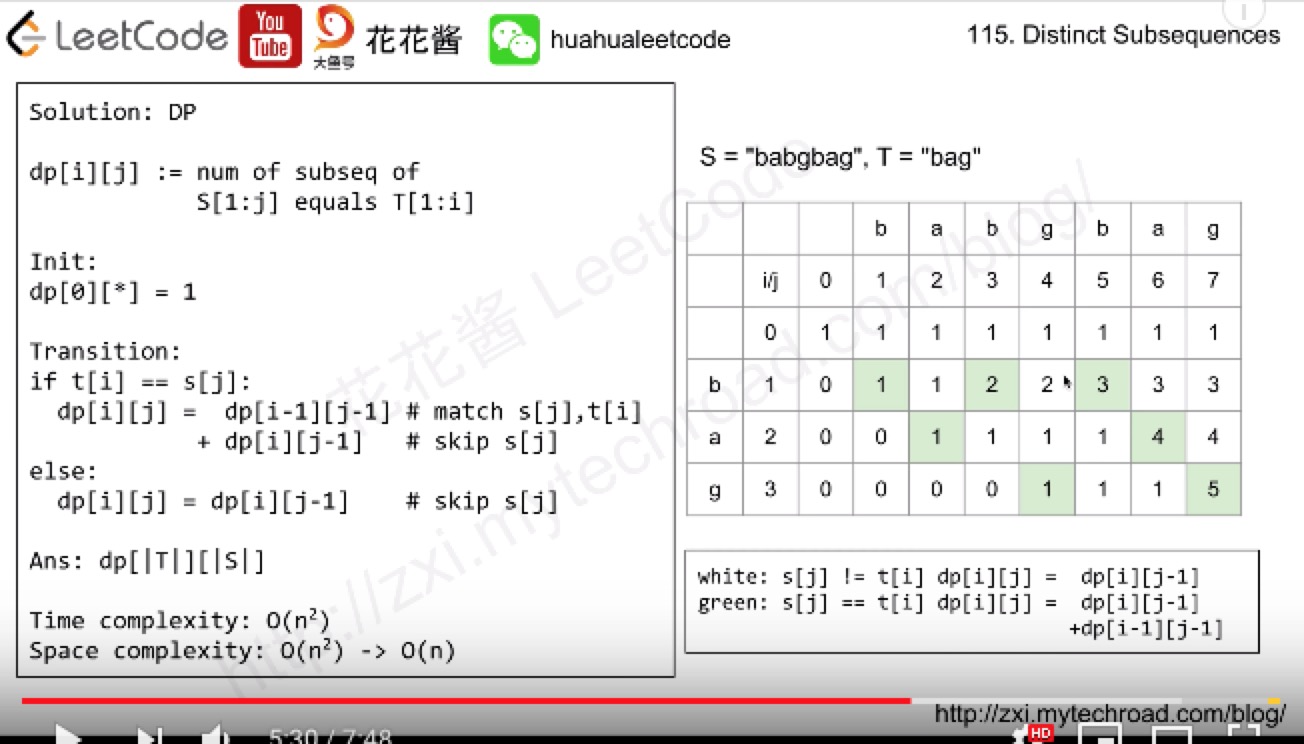 LeetCode
You
Tube
大鱼号
花花酱
huahualeetcode
115. Distinct Subsequences
Solution: DP
dp[i][j] := num of subseq of
S[1:j] equals T[1:i]
Init:
dp[0][*] = 1
Transition:
if t[i] == s[j]:
dp[i][j] = dp[i-1][j-1] # match s[j],t[i]
+ dp[i][j-1] # skip s[j]
else:
dp[i][j] = dp[i][j-1] # skip s[j]
Ans: dp[|T|][|S|]
Time complexity: O(n²)
Space complexity: O(n²) -> O(n)
S = "babgbag", T = "bag"
b a b g b a g
i/j 0 1 2 3 4 5 6 7
0 1 1 1 1 1 1 1 1
b 1 0 1 1 2 2 3 3 3
a 2 0 0 1 1 1 1 4 4
g 3 0 0 0 0 1 1 1 5
white: s[j] != t[i] dp[i][j] = dp[i][j-1]
green: s[j] == t[i] dp[i][j] = dp[i][j-1]
+dp[i-1][j-1]
花花酱 LeetCode
http://zxi.mytechroad.com/blog/
http://zxi.mytechroad.com/blog/
5:30 / 7:48
HD